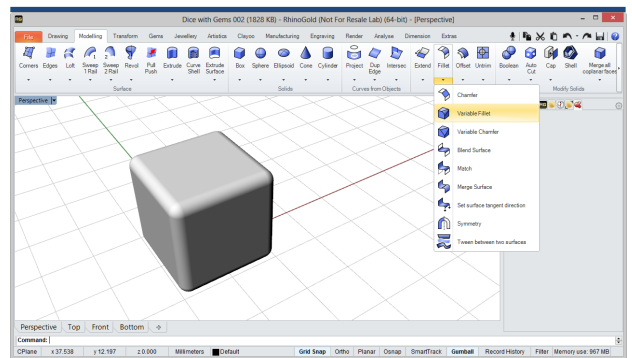 Dice with Gems 002 (1828 KB) - RhinoGold (Not For Resale Lab) (64-bit) - [Perspective]
File Drawing Modelling Transform Gems Jewellery Artistics Clayoo Manufacturing Engraving Render Analyse Dimension Extras
Corners Edges Loft Sweep 1 Rail Sweep 2 Rail Revol Pull Push Extrude Curve Shell Extrude Surface Box Sphere Ellipsoid Cone Cylinder Project Dup Edge Intersec Extend Fillet Offset Untrim Boolean Auto Cut Cap Shell Merge all coplanar faces
Surface Solids Curves from Objects Modify Solids
Perspective
Chamfer
Variable Fillet
Variable Chamfer
Blend Surface
Match
Merge Surface
Set surface tangent direction
Symmetry
Tween between two surfaces
Perspective Top Front Bottom
Command:
CPlane x 37.538 y 12.197 z 0.000 Millimeters Default Grid Snap Ortho Planar Osnap SmartTrack Gumball Record History Filter Memory use: 967 MB